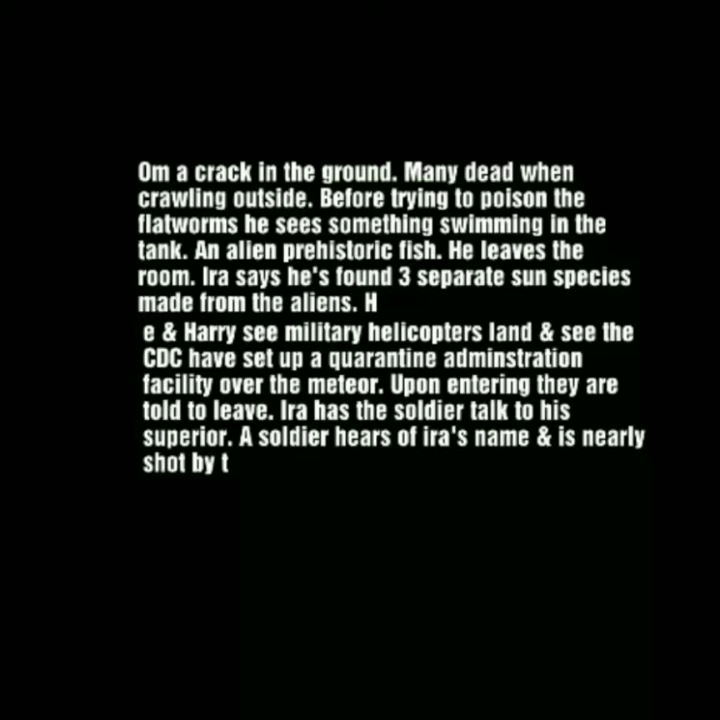 Om a crack in the ground. Many dead when
crawling outside. Before trying to poison the
flatworms he sees something swimming in the
tank. An alien prehistoric fish. He leaves the
room. Ira says he's found 3 separate sun species
made from the aliens. H
e & Harry see military helicopters land & see the
CDC have set up a quarantine adminstration
facility over the meteor. Upon entering they are
told to leave. Ira has the soldier talk to his
superior. A soldier hears of ira's name & is nearly
shot by t